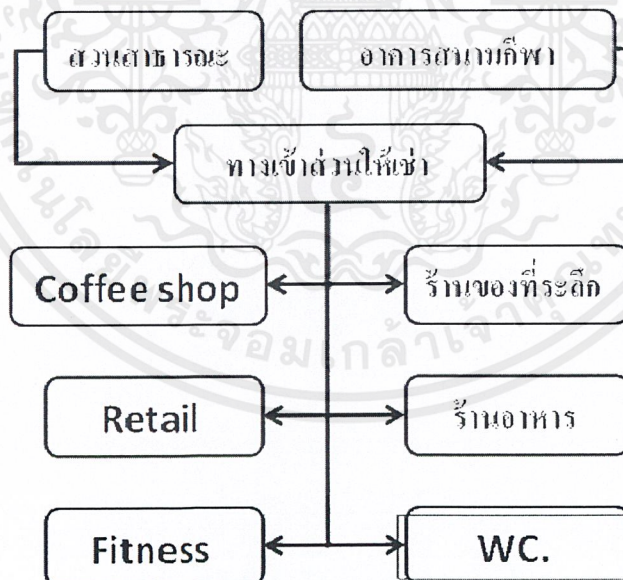 สวนสาธารณะ
อาคารสนามกีฬา
ทางเข้าส่วนให้เช่า
Coffee shop
ร้านของที่ระลึก
Retail
ร้านอาหาร
Fitness
WC.